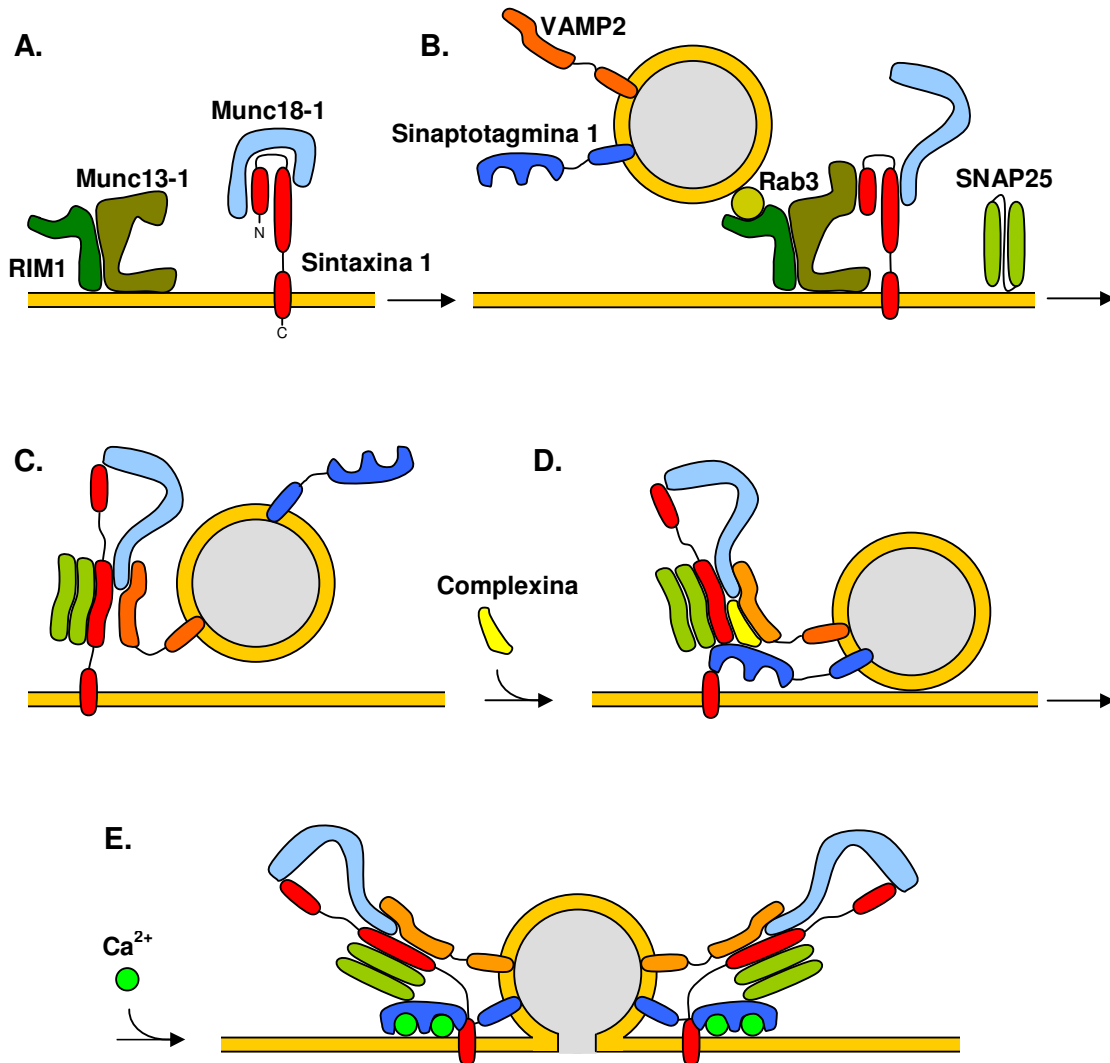 A.
Munc18-1
Munc13-1
RIM1
N
Sintaxina 1
C
B.
VAMP2
Sinaptotagmina 1
Rab3
SNAP25
C.
Complexina
D.
E.
Ca²⁺